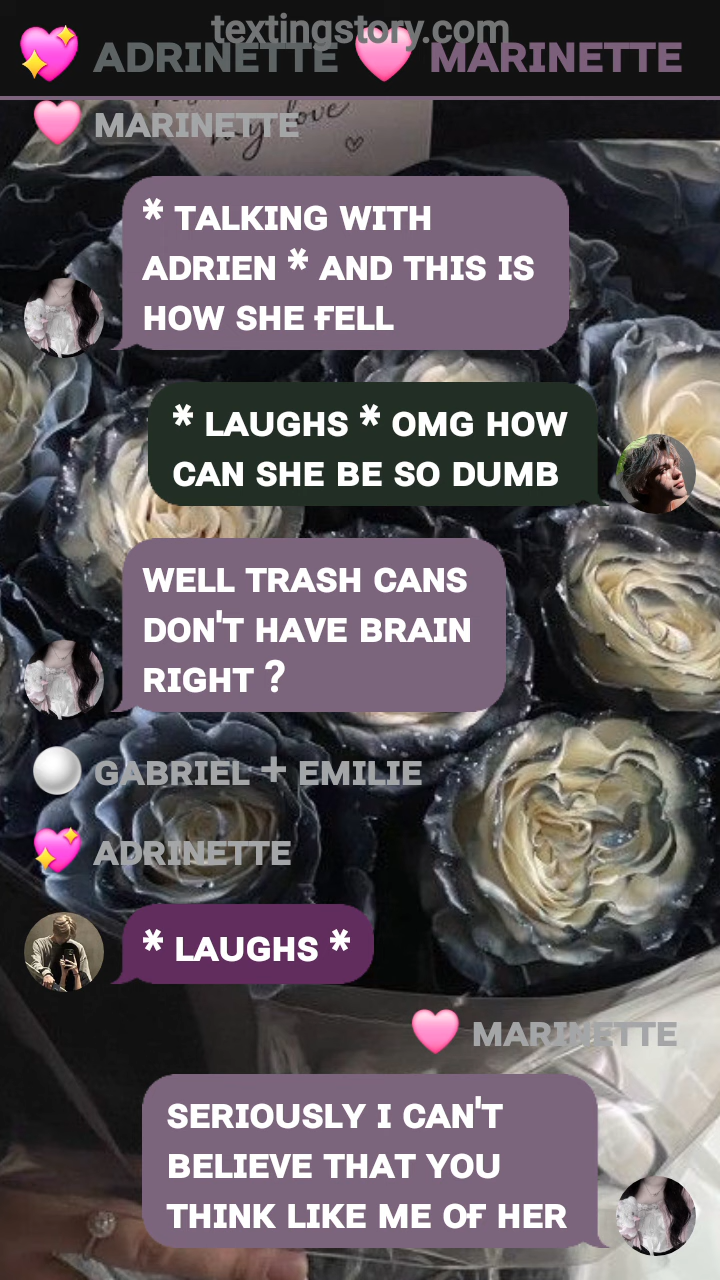 textingstory.com
💖 ADRINETTE 🩷 MARINETTE
my love
🩷 MARINETTE
* TALKING WITH
ADRIEN * AND THIS IS
HOW SHE FELL
* LAUGHS * OMG HOW
CAN SHE BE SO DUMB
WELL TRASH CANS
DON'T HAVE BRAIN
RIGHT ?
GABRIEL + EMILIE
💖 ADRINETTE
* LAUGHS *
🩷 MARINETTE
SERIOUSLY I CAN'T
BELIEVE THAT YOU
THINK LIKE ME OF HER